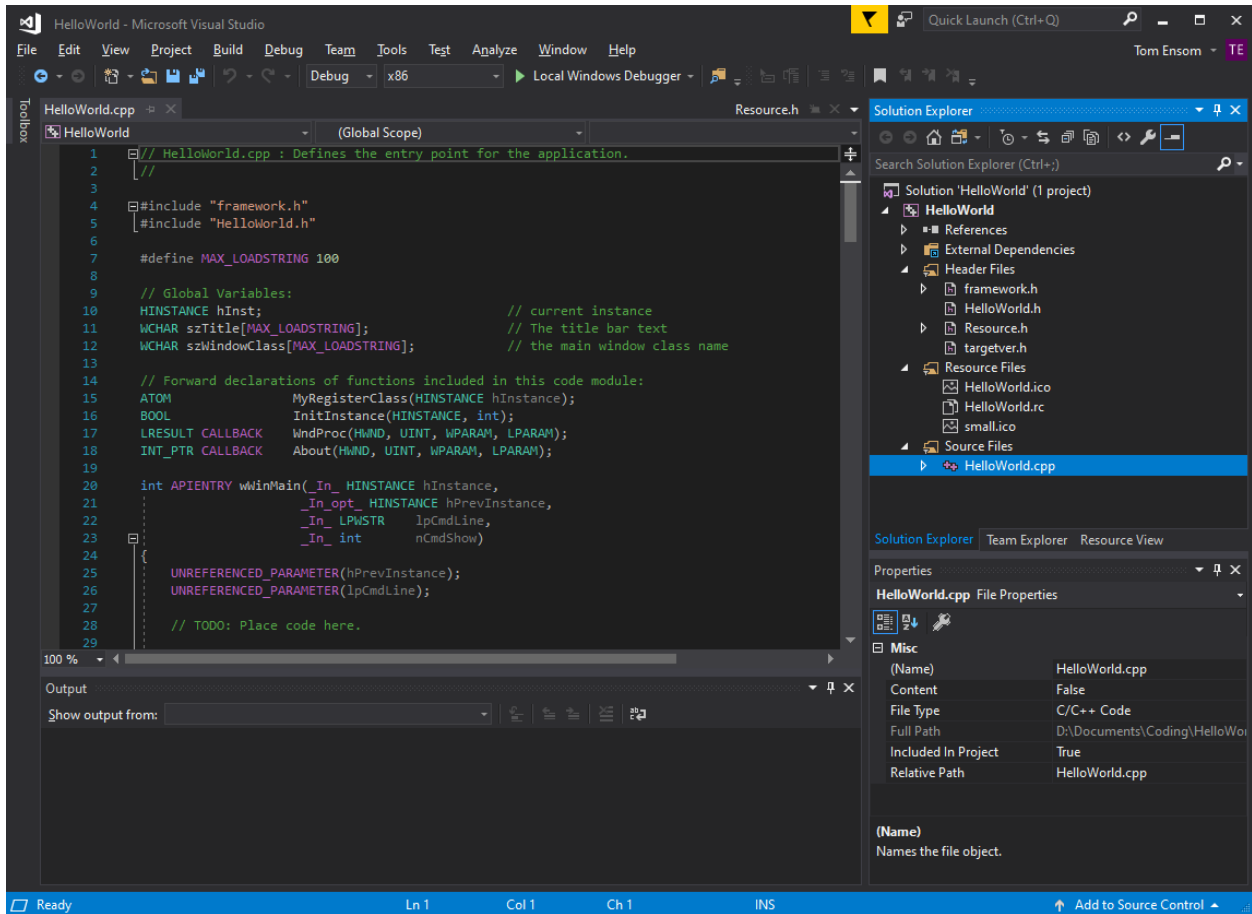 HelloWorld - Microsoft Visual Studio
Quick Launch (Ctrl+Q)
File Edit View Project Build Debug Team Tools Test Analyze Window Help
Tom Ensom TE
Debug x86 Local Windows Debugger
Toolbox
HelloWorld.cpp
Resource.h
HelloWorld (Global Scope)
1 // HelloWorld.cpp : Defines the entry point for the application.
2 //
3
4 #include "framework.h"
5 #include "HelloWorld.h"
6
7 #define MAX_LOADSTRING 100
8
9 // Global Variables:
10 HINSTANCE hInst; // current instance
11 WCHAR szTitle[MAX_LOADSTRING]; // The title bar text
12 WCHAR szWindowClass[MAX_LOADSTRING]; // the main window class name
13
14 // Forward declarations of functions included in this code module:
15 ATOM MyRegisterClass(HINSTANCE hInstance);
16 BOOL InitInstance(HINSTANCE, int);
17 LRESULT CALLBACK WndProc(HWND, UINT, WPARAM, LPARAM);
18 INT_PTR CALLBACK About(HWND, UINT, WPARAM, LPARAM);
19
20 int APIENTRY wWinMain(_In_ HINSTANCE hInstance,
21 _In_opt_ HINSTANCE hPrevInstance,
22 _In_ LPWSTR lpCmdLine,
23 _In_ int nCmdShow)
24 {
25 UNREFERENCED_PARAMETER(hPrevInstance);
26 UNREFERENCED_PARAMETER(lpCmdLine);
27
28 // TODO: Place code here.
29
100 %
Output
Show output from:
Solution Explorer
Search Solution Explorer (Ctrl+;)
Solution 'HelloWorld' (1 project)
HelloWorld
References
External Dependencies
Header Files
framework.h
HelloWorld.h
Resource.h
targetver.h
Resource Files
HelloWorld.ico
HelloWorld.rc
small.ico
Source Files
HelloWorld.cpp
Solution Explorer Team Explorer Resource View
Properties
HelloWorld.cpp File Properties
Misc
(Name) HelloWorld.cpp
Content False
File Type C/C++ Code
Full Path D:\Documents\Coding\HelloWor
Included In Project True
Relative Path HelloWorld.cpp
(Name)
Names the file object.
Ready Ln 1 Col 1 Ch 1 INS Add to Source Control